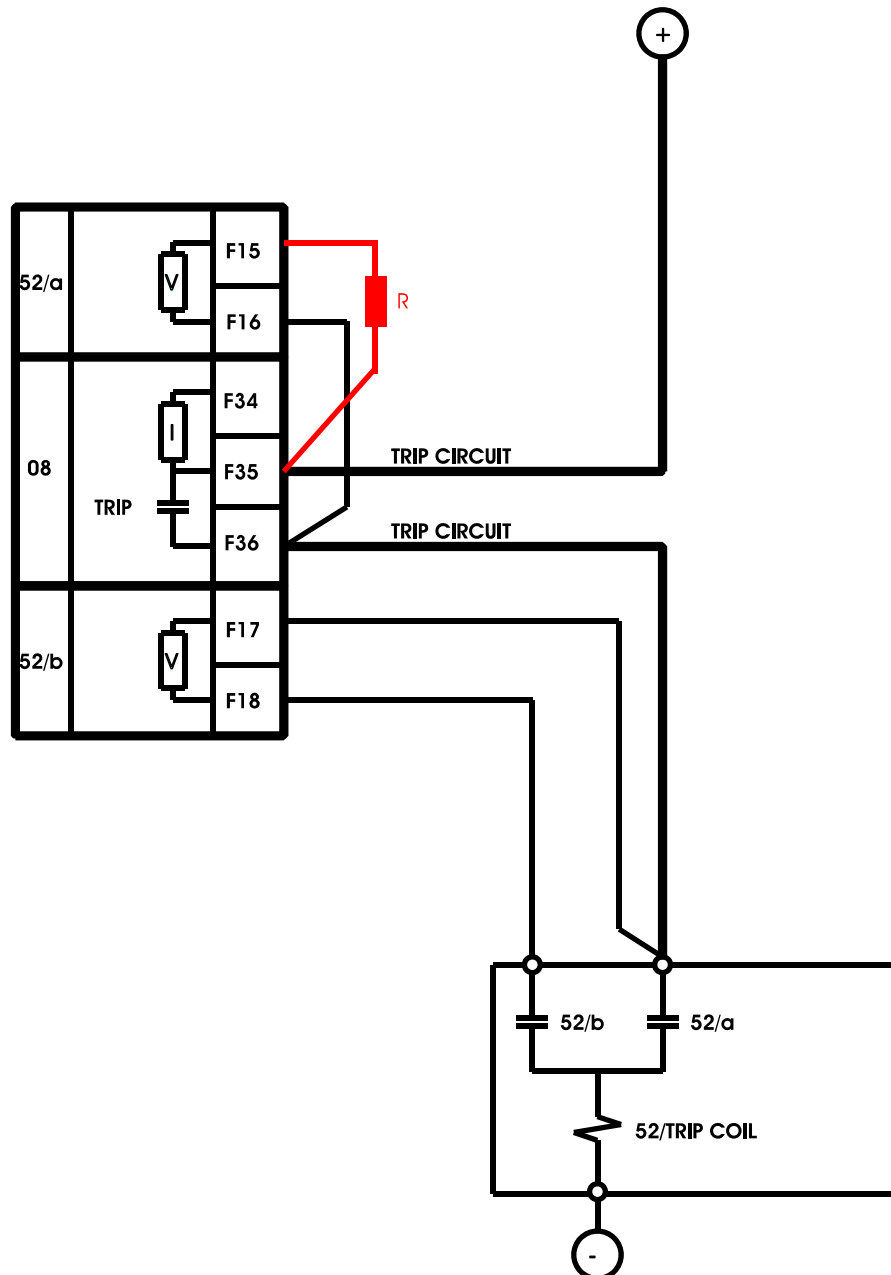 +
F15
52/a
V
R
F16
F34
I
08
F35
TRIP CIRCUIT
TRIP
F36
TRIP CIRCUIT
F17
52/b
V
F18
52/b
52/a
52/TRIP COIL
-